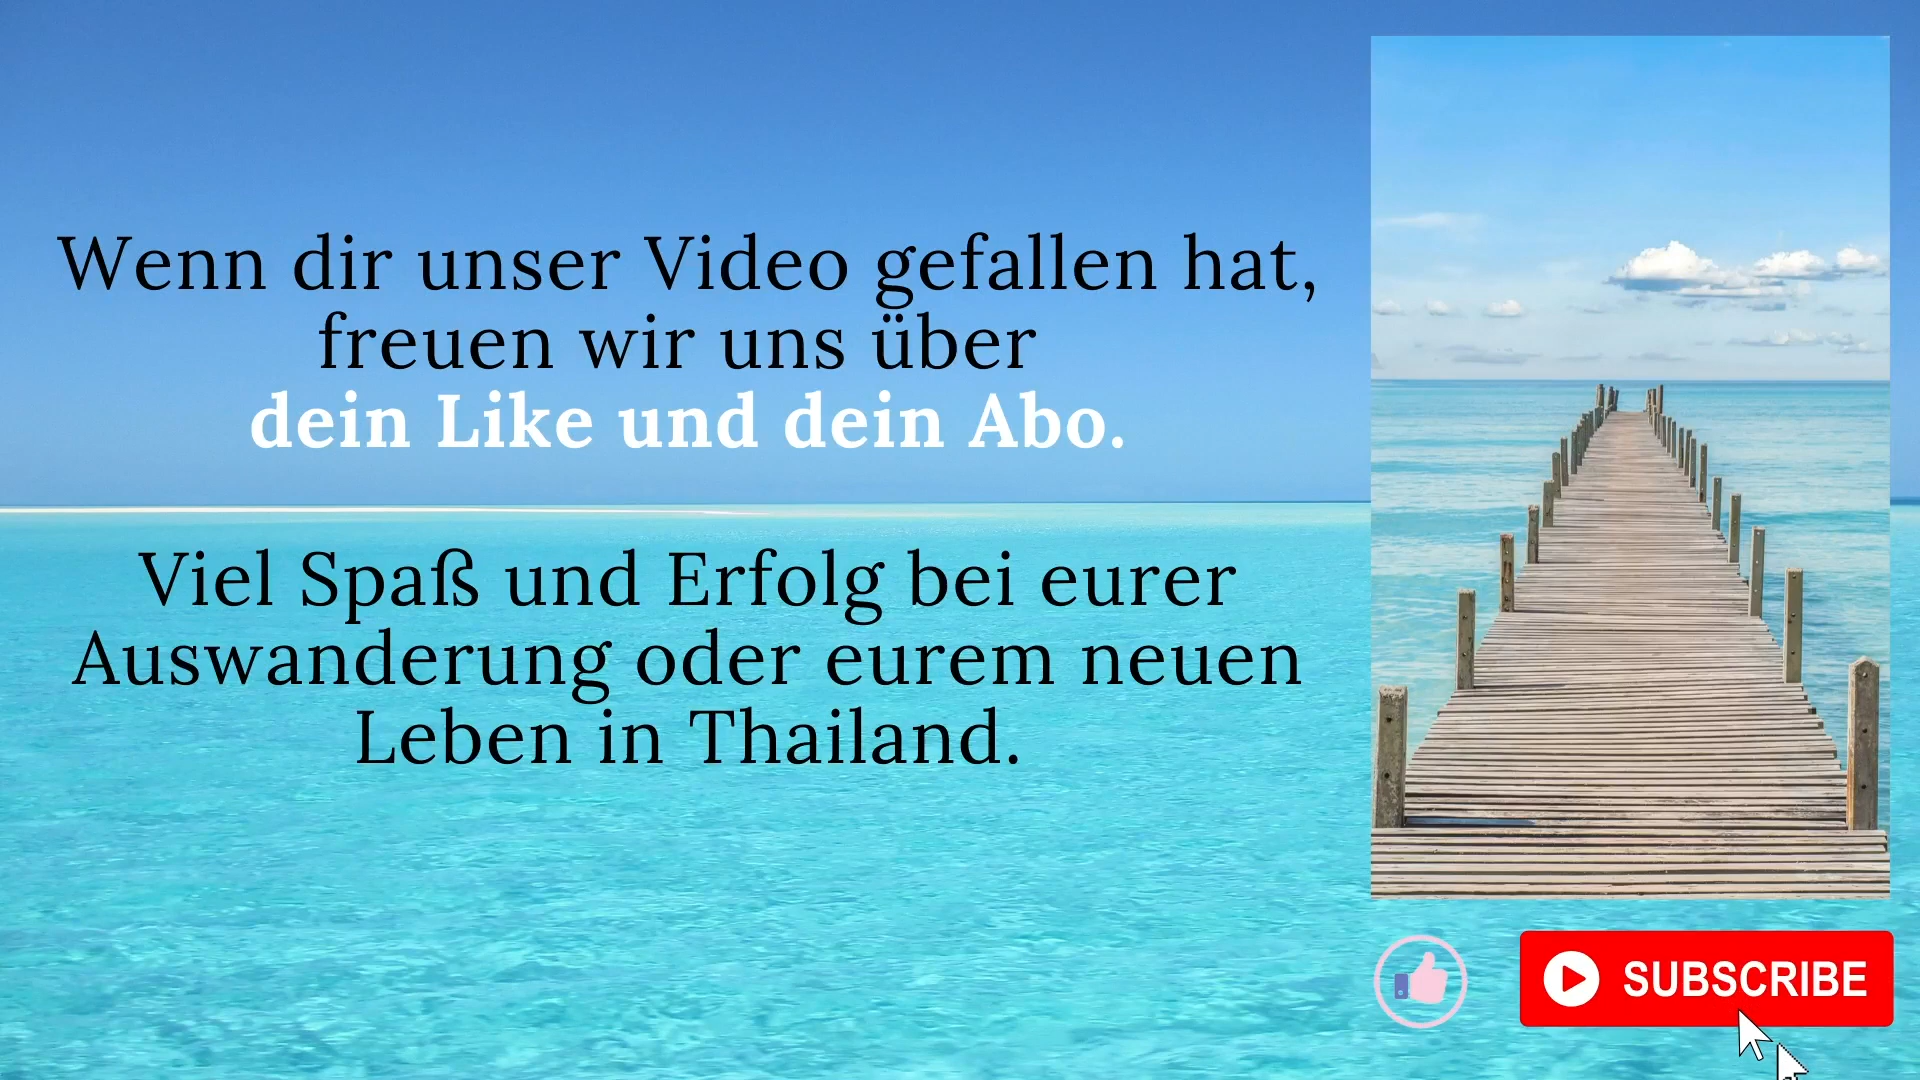 Wenn dir unser Video gefallen hat,
freuen wir uns über
dein Like und dein Abo.
Viel Spaß und Erfolg bei eurer
Auswanderung oder eurem neuen
Leben in Thailand.
SUBSCRIBE